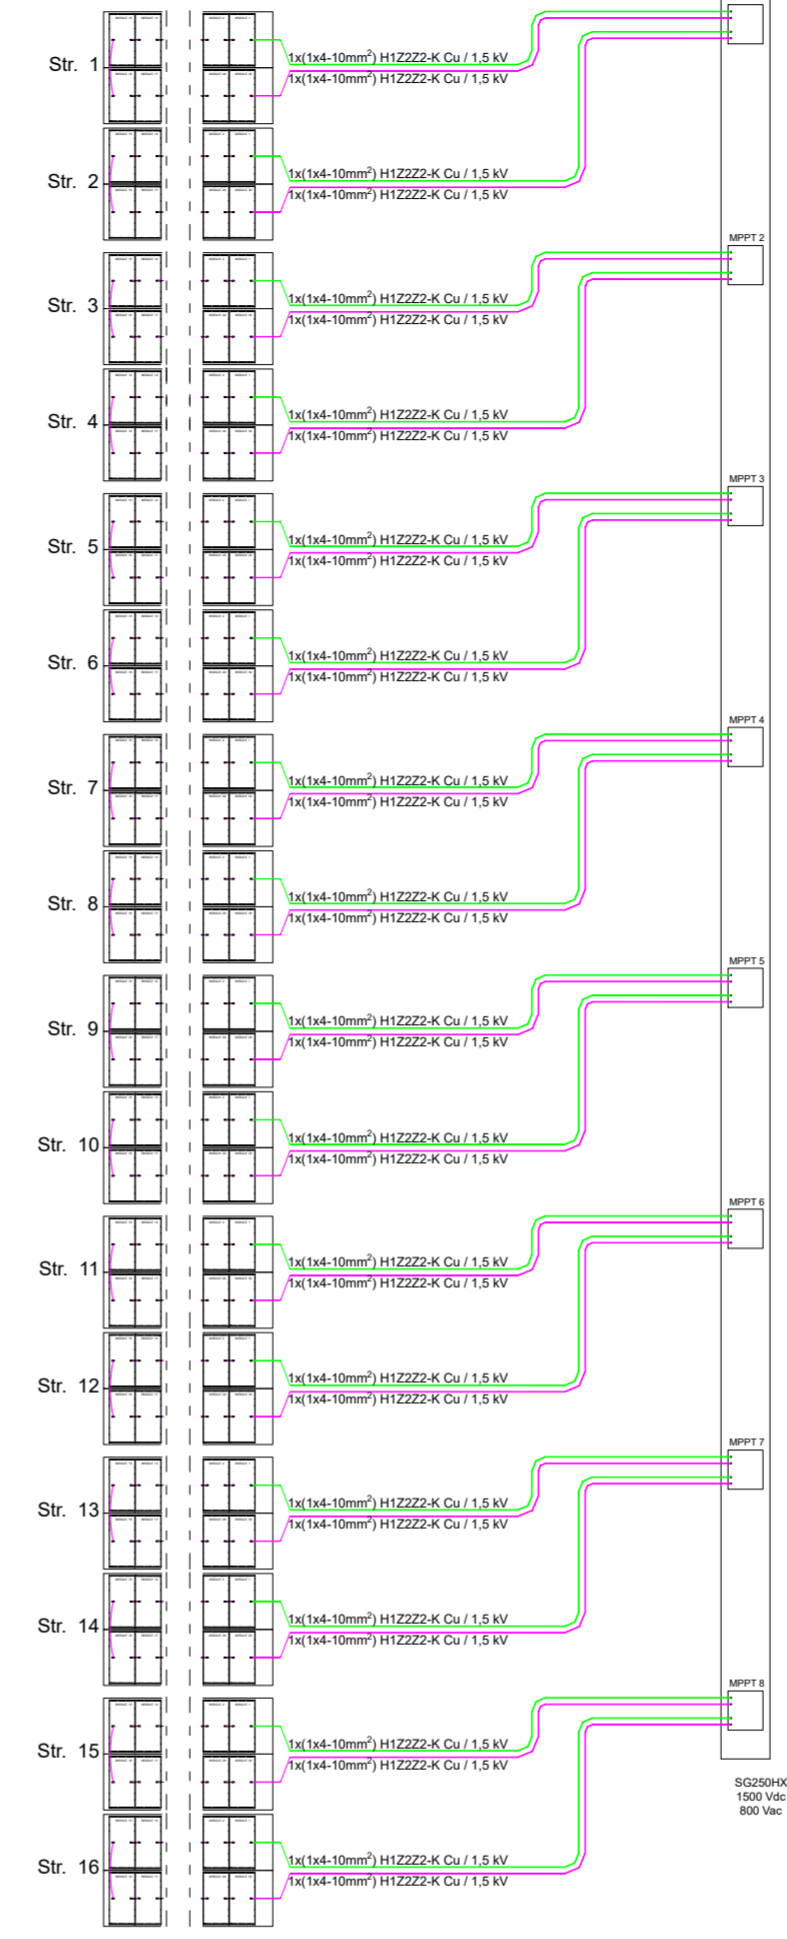 Str. 1
1x(1x4-10mm²) H1Z2Z2-K Cu / 1,5 kV
1x(1x4-10mm²) H1Z2Z2-K Cu / 1,5 kV
Str. 2
1x(1x4-10mm²) H1Z2Z2-K Cu / 1,5 kV
1x(1x4-10mm²) H1Z2Z2-K Cu / 1,5 kV
MPPT 2
Str. 3
1x(1x4-10mm²) H1Z2Z2-K Cu / 1,5 kV
1x(1x4-10mm²) H1Z2Z2-K Cu / 1,5 kV
Str. 4
1x(1x4-10mm²) H1Z2Z2-K Cu / 1,5 kV
1x(1x4-10mm²) H1Z2Z2-K Cu / 1,5 kV
MPPT 3
Str. 5
1x(1x4-10mm²) H1Z2Z2-K Cu / 1,5 kV
1x(1x4-10mm²) H1Z2Z2-K Cu / 1,5 kV
Str. 6
1x(1x4-10mm²) H1Z2Z2-K Cu / 1,5 kV
1x(1x4-10mm²) H1Z2Z2-K Cu / 1,5 kV
MPPT 4
Str. 7
1x(1x4-10mm²) H1Z2Z2-K Cu / 1,5 kV
1x(1x4-10mm²) H1Z2Z2-K Cu / 1,5 kV
Str. 8
1x(1x4-10mm²) H1Z2Z2-K Cu / 1,5 kV
1x(1x4-10mm²) H1Z2Z2-K Cu / 1,5 kV
MPPT 5
Str. 9
1x(1x4-10mm²) H1Z2Z2-K Cu / 1,5 kV
1x(1x4-10mm²) H1Z2Z2-K Cu / 1,5 kV
Str. 10
1x(1x4-10mm²) H1Z2Z2-K Cu / 1,5 kV
1x(1x4-10mm²) H1Z2Z2-K Cu / 1,5 kV
MPPT 6
Str. 11
1x(1x4-10mm²) H1Z2Z2-K Cu / 1,5 kV
1x(1x4-10mm²) H1Z2Z2-K Cu / 1,5 kV
Str. 12
1x(1x4-10mm²) H1Z2Z2-K Cu / 1,5 kV
1x(1x4-10mm²) H1Z2Z2-K Cu / 1,5 kV
MPPT 7
Str. 13
1x(1x4-10mm²) H1Z2Z2-K Cu / 1,5 kV
1x(1x4-10mm²) H1Z2Z2-K Cu / 1,5 kV
Str. 14
1x(1x4-10mm²) H1Z2Z2-K Cu / 1,5 kV
1x(1x4-10mm²) H1Z2Z2-K Cu / 1,5 kV
MPPT 8
Str. 15
1x(1x4-10mm²) H1Z2Z2-K Cu / 1,5 kV
1x(1x4-10mm²) H1Z2Z2-K Cu / 1,5 kV
SG250HX
1500 Vdc
800 Vac
Str. 16
1x(1x4-10mm²) H1Z2Z2-K Cu / 1,5 kV
1x(1x4-10mm²) H1Z2Z2-K Cu / 1,5 kV